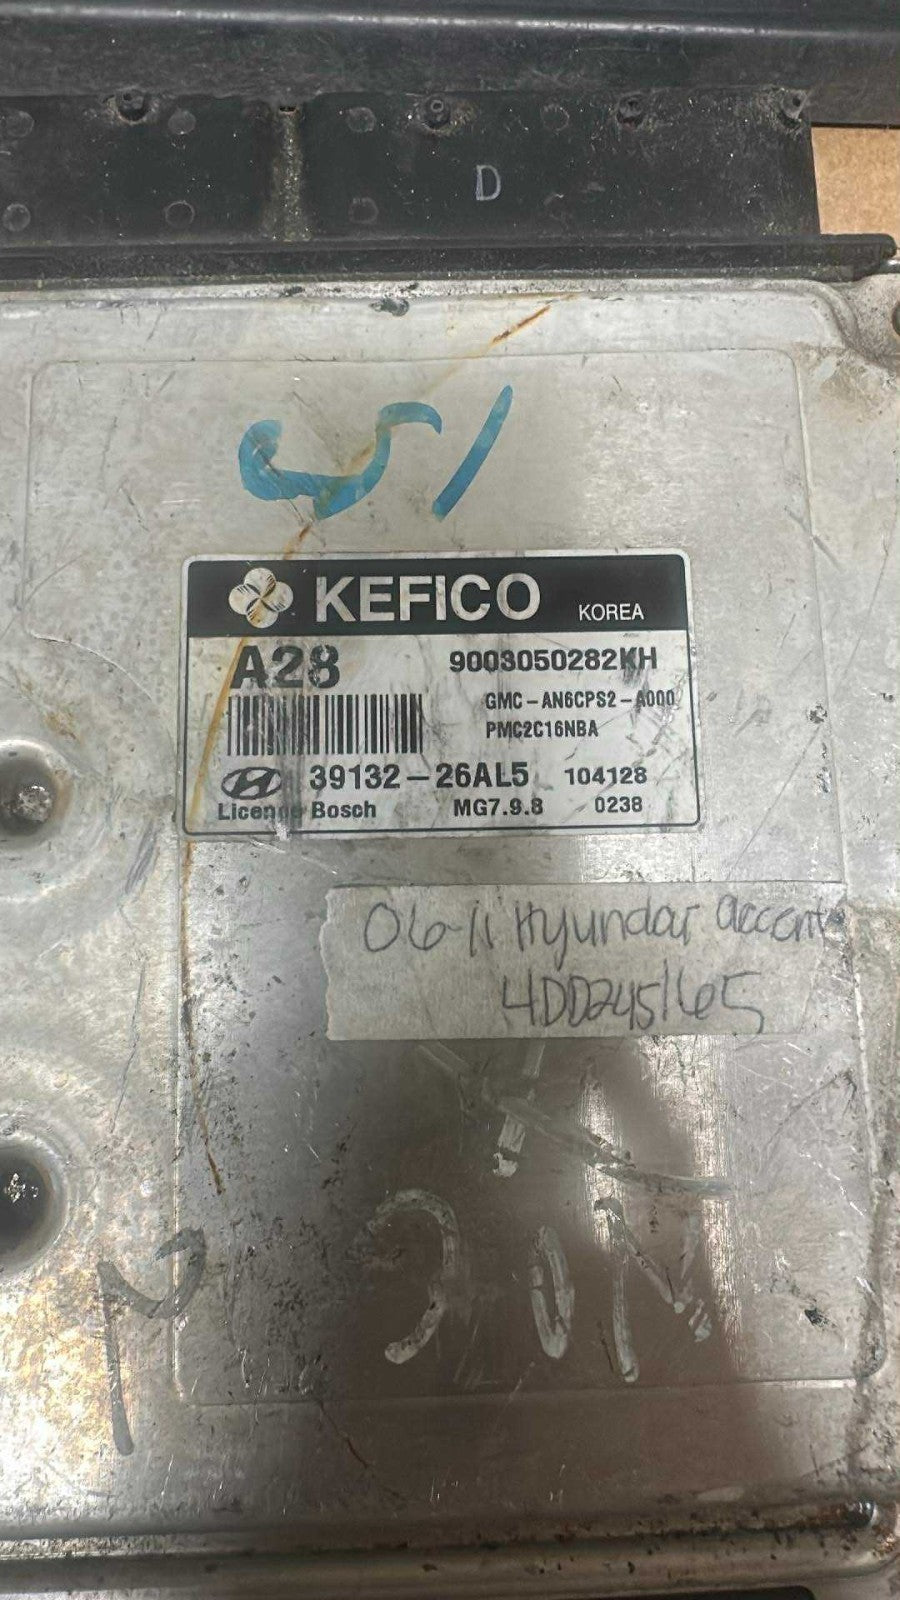 D
51
KEFICO KOREA
A28 9003050282KH
GMC-AN6CPS2-A000
PMC2C16NBA
39132-26AL5 104128
Licence Bosch MG7.9.8 0238
06-11 Hyundai accent
4DD245165